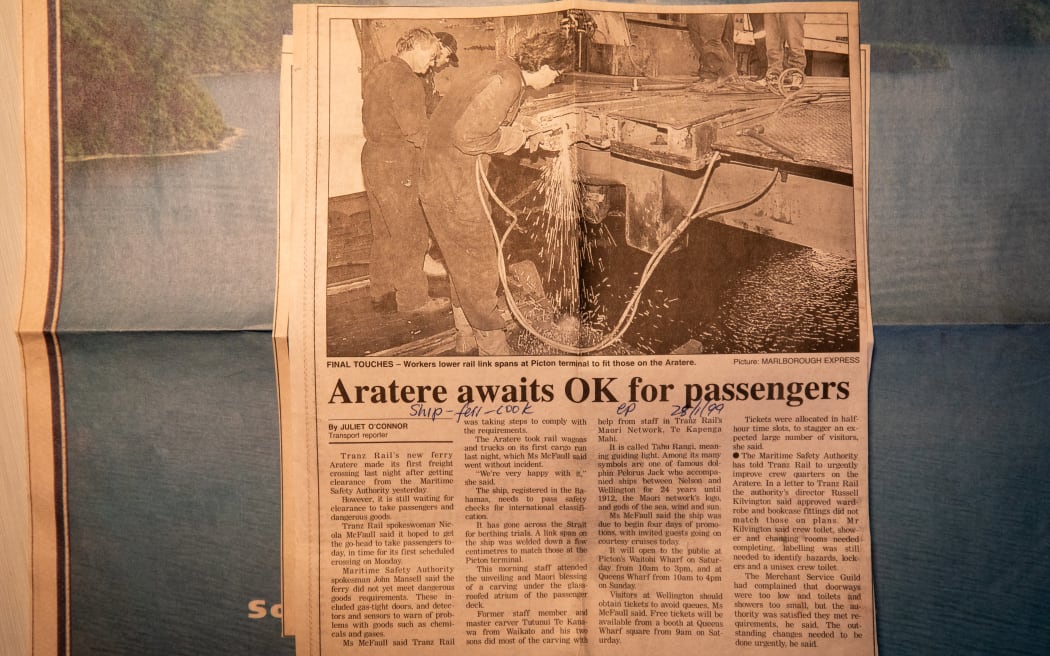 FINAL TOUCHES – Workers lower rail link spans at Picton terminal to fit those on the Aratere.
Picture: MARLBOROUGH EXPRESS
Aratere awaits OK for passengers
Ship-ferr-cook ep 28/1/99
By JULIET O'CONNOR
Transport reporter
Tranz Rail's new ferry
Aratere made its first freight
crossing last night after getting
clearance from the Maritime
Safety Authority yesterday.
However, it is still waiting for
clearance to take passengers and
dangerous goods.
Tranz Rail spokeswoman Nic-
ola McFaull said it hoped to get
the go-head to take passengers to-
day, in time for its first scheduled
crossing on Monday.
Maritime Safety Authority
spokesman John Mansell said the
ferry did not yet meet dangerous
goods requirements. These in-
cluded gas-tight doors, and detec-
tors and sensors to warn of prob-
lems with goods such as chemi-
cals and gases.
Ms McFaull said Tranz Rail
was taking steps to comply with
the requirements.
The Aratere took rail wagons
and trucks on its first cargo run
last night, which Ms McFaull said
went without incident.
"We're very happy with it,"
she said.
The ship, registered in the Ba-
hamas, needs to pass safety
checks for international classifi-
cation.
It has gone across the Strait
for berthing trials. A link span on
the ship was welded down a few
centimetres to match those at the
Picton terminal.
This morning staff attended
the unveiling and Maori blessing
of a carving under the glass-
roofed atrium of the passenger
deck.
Former staff member and
master carver Tutunui Te Kana-
wa from Waikato and his two
sons did most of the carving with
help from staff in Tranz Rail's
Maori Network, Te Kapenga
Mahi.
It is called Tahu Rangi, mean-
ing guiding light. Among its many
symbols are one of famous dol-
phin Pelorus Jack who accompa-
nied ships between Nelson and
Wellington for 24 years until
1912, the Maori network's logo,
and gods of the sea, wind and sun.
Ms McFaull said the ship was
due to begin four days of promo-
tions, with invited guests going on
courtesy cruises today.
It will open to the public at
Picton's Waitohi Wharf on Satur-
day from 10am to 3pm, and at
Queens Wharf from 10am to 4pm
on Sunday.
Visitors at Wellington should
obtain tickets to avoid queues, Ms
McFaull said. Free tickets will be
available from a booth at Queens
Wharf square from 9am on Sat-
urday.
Tickets were allocated in half-
hour time slots, to stagger an ex-
pected large number of visitors,
she said.
● The Maritime Safety Authority
has told Tranz Rail to urgently
improve crew quarters on the
Aratere. In a letter to Tranz Rail
the authority's director Russell
Kilvington said approved ward-
robe and bookcase fittings did not
match those on plans. Mr
Kilvington said crew toilet, show-
er and changing rooms needed
completing, labelling was still
needed to identify hazards, lock-
ers and a unisex crew toilet.
The Merchant Service Guild
had complained that doorways
were too low and toilets and
showers too small, but the au-
thority was satisfied they met re-
quirements, he said. The out-
standing changes needed to be
done urgently, he said.
Sc